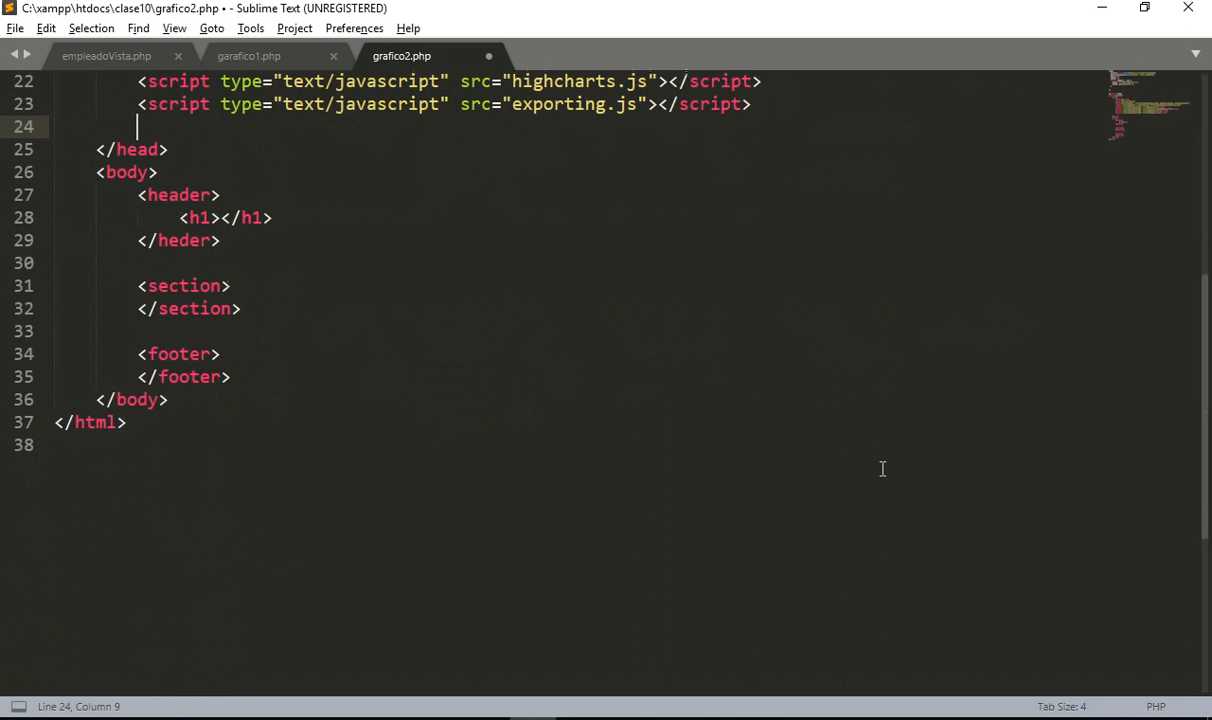 C:\xampp\htdocs\clase10\grafico2.php • - Sublime Text (UNREGISTERED)
File Edit Selection Find View Goto Tools Project Preferences Help
empleadoVista.php garafico1.php grafico2.php
22 <script type="text/javascript" src="highcharts.js"></script>
23 <script type="text/javascript" src="exporting.js"></script>
24
25 </head>
26 <body>
27 <header>
28 <h1></h1>
29 </heder>
30
31 <section>
32 </section>
33
34 <footer>
35 </footer>
36 </body>
37 </html>
38
Line 24, Column 9 Tab Size: 4 PHP